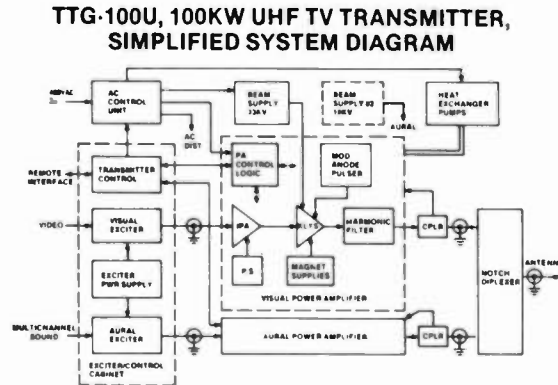 TTG-100U, 100KW UHF TV TRANSMITTER,
SIMPLIFIED SYSTEM DIAGRAM
AC
CONTROL
UNIT
BEAM
SUPPLY
BEAM
SUPPLY #2
HEAT
EXCHANGER
PUMPS
AC
DIST
AURAL
REMOTE
INTERFACE
TRANSMITTER
CONTROL
PA
CONTROL
LOGIC
MOD
ANODE
PULSER
VIDEO
VISUAL
EXCITER
IPA
KLYS
HARMONIC
FILTER
CPLR
ANTENNA
NOTCH
DIPLEXER
EXCITER
PWR SUPPLY
P.S
MAGNET
SUPPLIES
VISUAL POWER AMPLIFIER
MULTICHANNEL
SOUND
AURAL
EXCITER
AURAL POWER AMPLIFIER
CPLR
EXCITER/CONTROL
CABINET